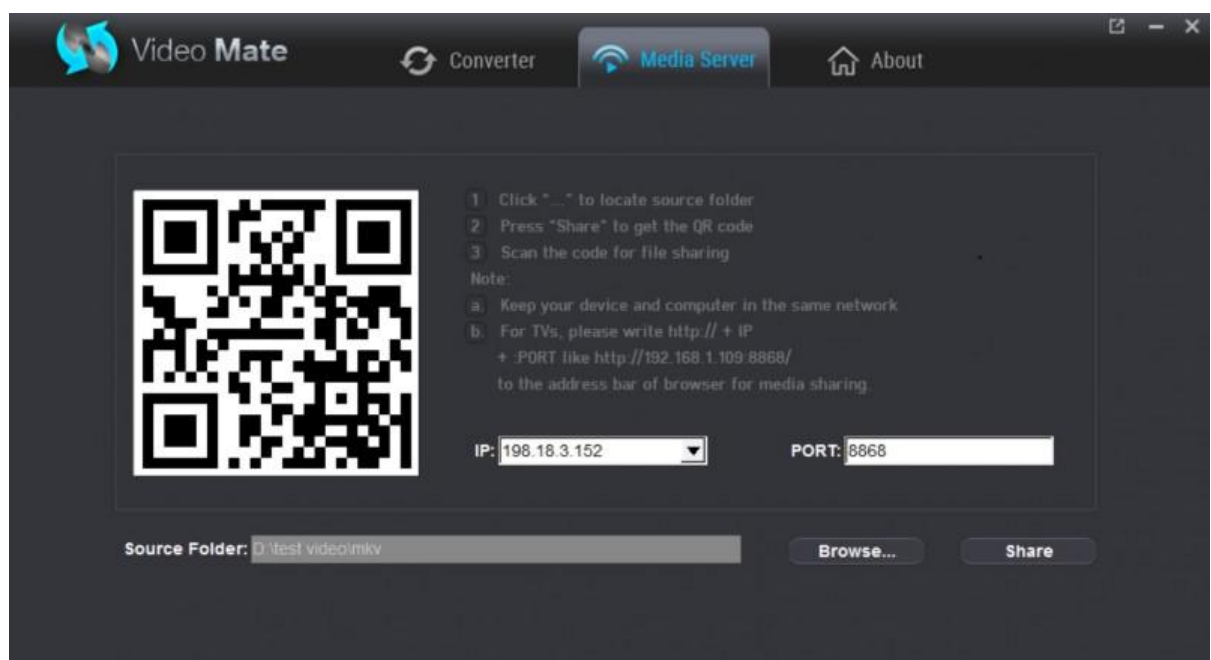 Video Mate
Converter
Media Server
About
1 Click "..." to locate source folder
2 Press "Share" to get the QR code
3 Scan the code for file sharing
Note:
a. Keep your device and computer in the same network
b. For TVs, please write http:// + IP
+ :PORT like http://192.168.1.109:8868/
to the address bar of browser for media sharing.
IP: 198.18.3.152
PORT: 8868
Source Folder: D:\test video\mkv
Browse...
Share